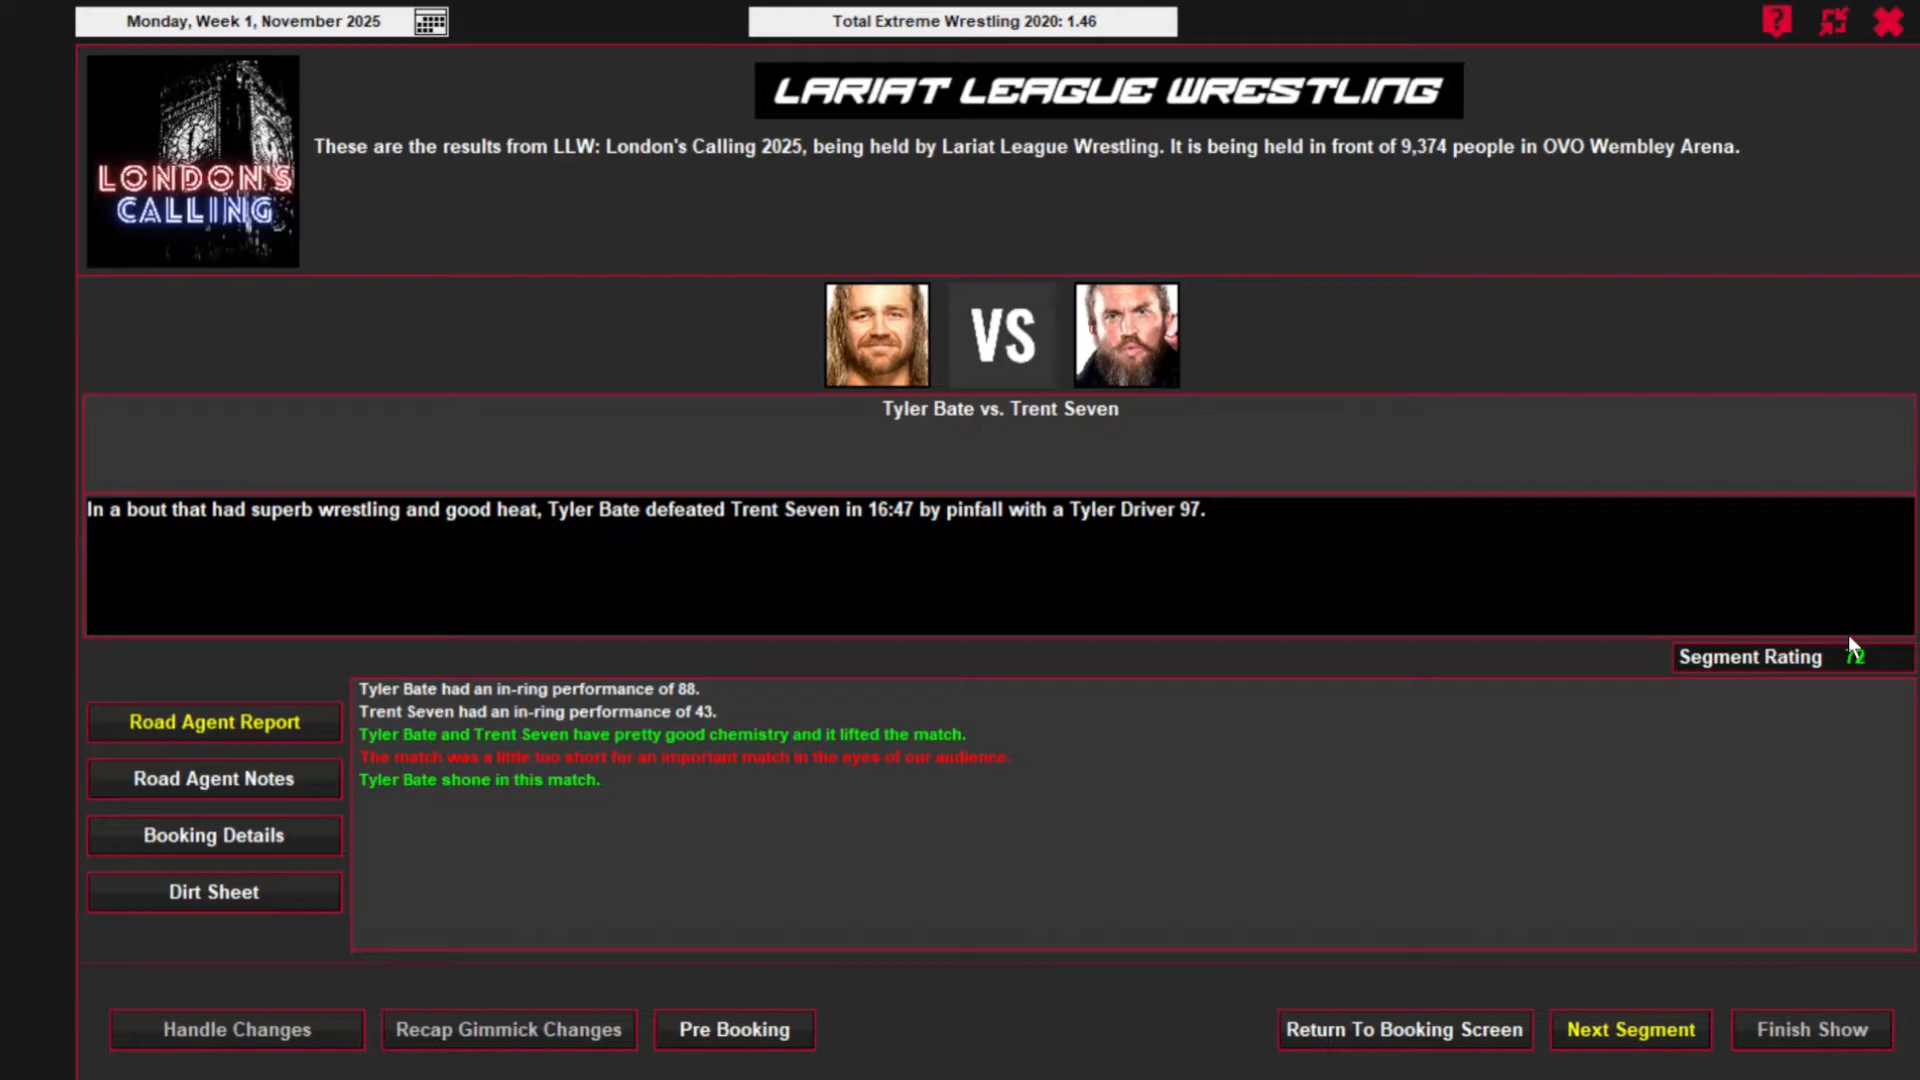 Monday, Week 1, November 2025
Total Extreme Wrestling 2020: 1.46
LARIAT LEAGUE WRESTLING
LONDON'S
CALLING
These are the results from LLW: London's Calling 2025, being held by Lariat League Wrestling. It is being held in front of 9,374 people in OVO Wembley Arena.
VS
Tyler Bate vs. Trent Seven
In a bout that had superb wrestling and good heat, Tyler Bate defeated Trent Seven in 16:47 by pinfall with a Tyler Driver 97.
Segment Rating 72
Tyler Bate had an in-ring performance of 88.
Trent Seven had an in-ring performance of 43.
Tyler Bate and Trent Seven have pretty good chemistry and it lifted the match.
The match was a little too short for an important match in the eyes of our audience.
Tyler Bate shone in this match.
Road Agent Report
Road Agent Notes
Booking Details
Dirt Sheet
Handle Changes
Recap Gimmick Changes
Pre Booking
Return To Booking Screen
Next Segment
Finish Show